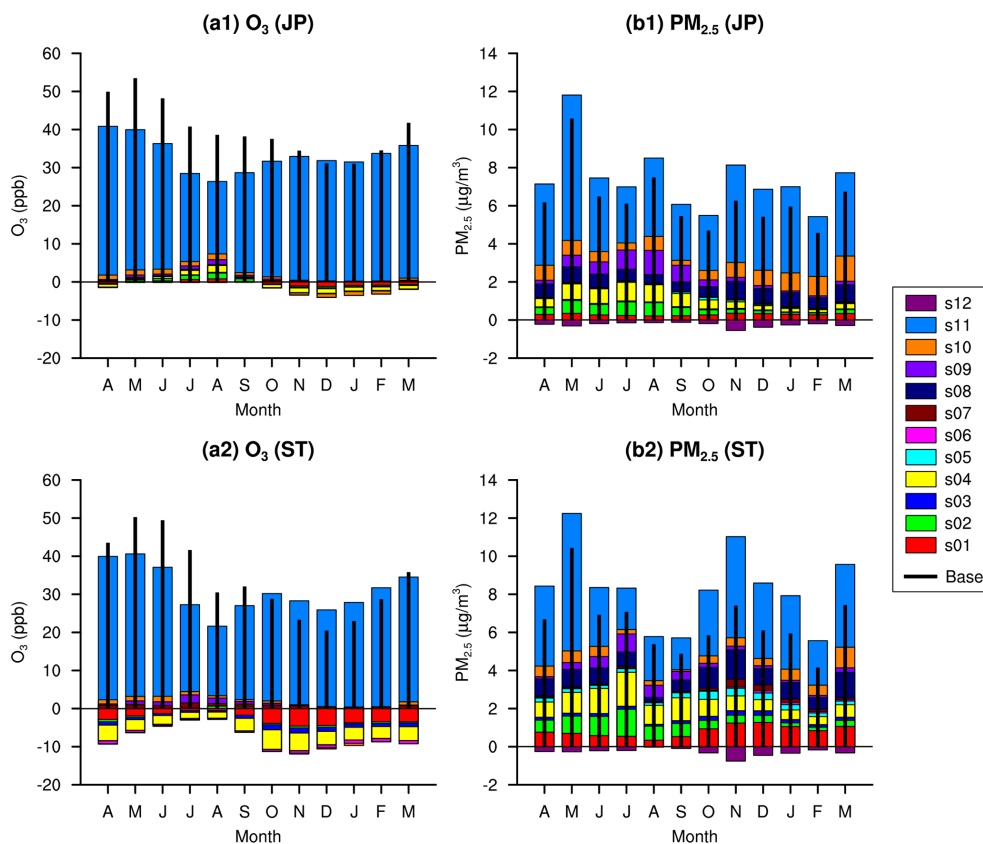 (a1) O₃ (JP)
60
50
40
30
20
10
0
-10
-20
O₃ (ppb)
A M J J A S O N D J F M
Month
(b1) PM₂.₅ (JP)
14
12
10
8
6
4
2
0
-2
PM₂.₅ (µg/m³)
A M J J A S O N D J F M
Month
(a2) O₃ (ST)
60
50
40
30
20
10
0
-10
-20
O₃ (ppb)
A M J J A S O N D J F M
Month
(b2) PM₂.₅ (ST)
14
12
10
8
6
4
2
0
-2
PM₂.₅ (µg/m³)
A M J J A S O N D J F M
Month
s12
s11
s10
s09
s08
s07
s06
s05
s04
s03
s02
s01
Base